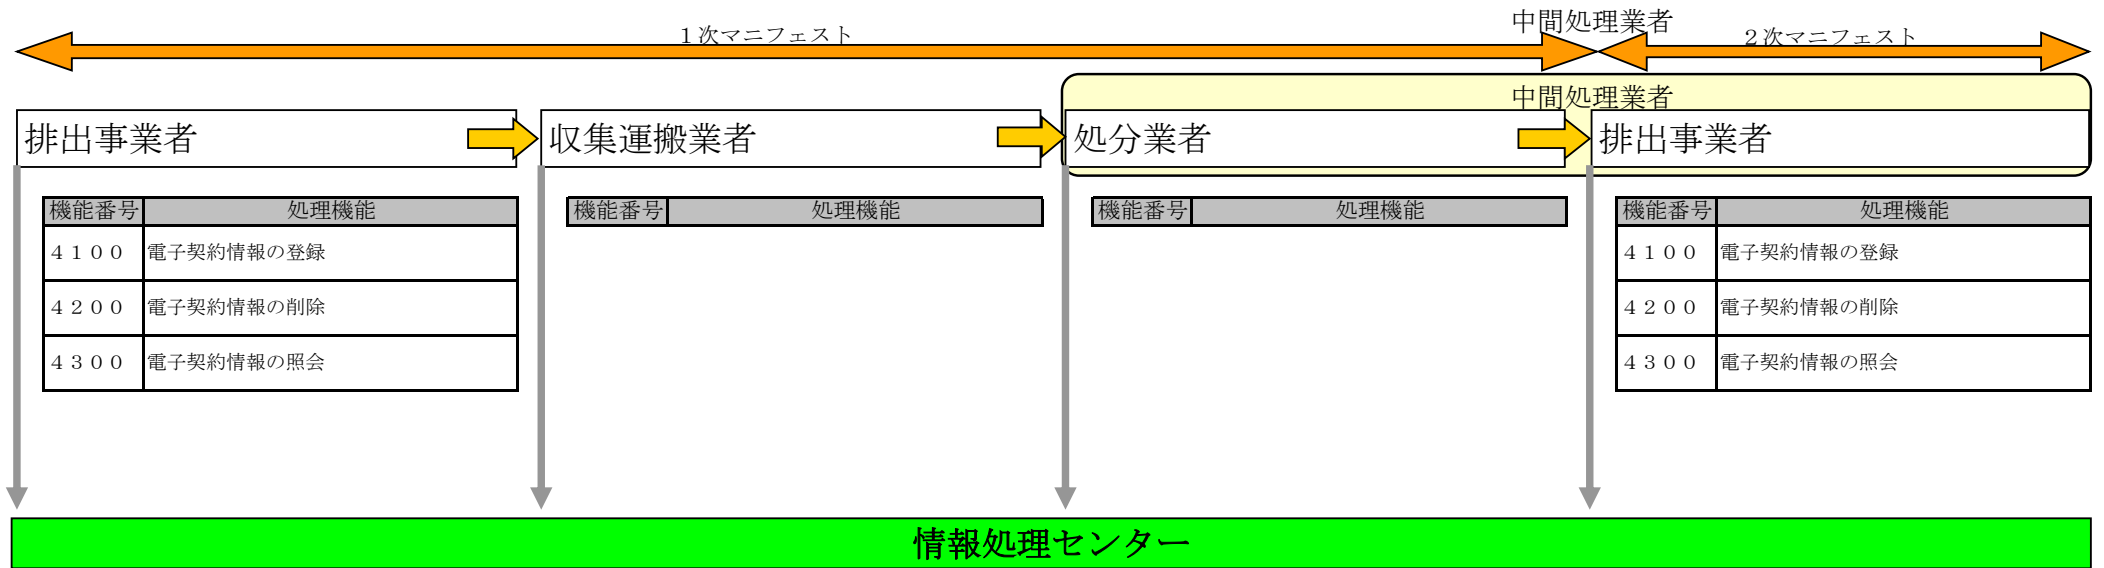 中間処理業者
１次マニフェスト
２次マニフェスト
中間処理業者
排出事業者
収集運搬業者
処分業者
排出事業者
機能番号 処理機能
４１００ 電子契約情報の登録
４２００ 電子契約情報の削除
４３００ 電子契約情報の照会
機能番号 処理機能
機能番号 処理機能
機能番号 処理機能
４１００ 電子契約情報の登録
４２００ 電子契約情報の削除
４３００ 電子契約情報の照会
情報処理センター